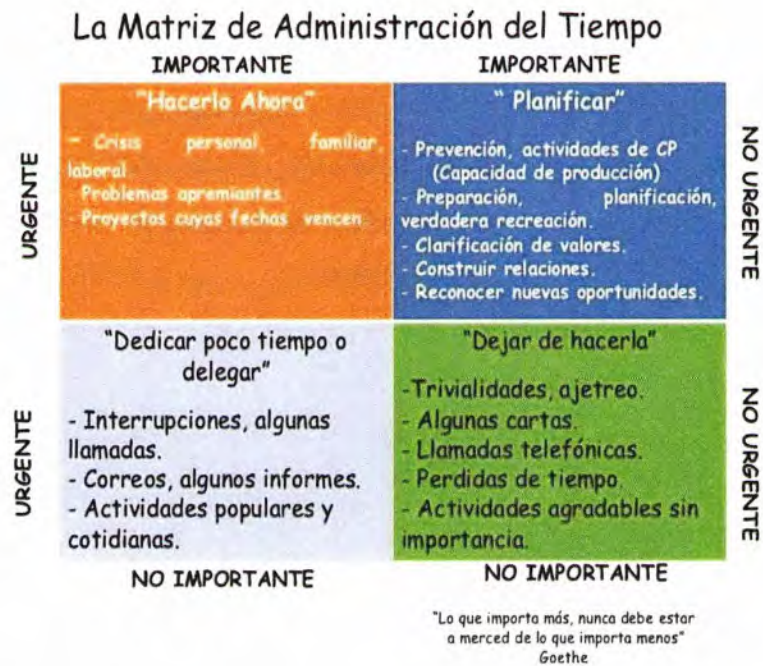 La Matriz de Administración del Tiempo
IMPORTANTE
IMPORTANTE
URGENTE
"Hacerlo Ahora"
- Crisis personal, familiar,
laboral.
- Problemas apremiantes
- Proyectos cuyas fechas vencen
" Planificar"
- Prevención, actividades de CP
(Capacidad de producción)
- Preparación, planificación,
verdadera recreación.
- Clarificación de valores.
- Construir relaciones.
- Reconocer nuevas oportunidades.
NO URGENTE
URGENTE
"Dedicar poco tiempo o
delegar"
- Interrupciones, algunas
llamadas.
- Correos, algunos informes.
- Actividades populares y
cotidianas.
"Dejar de hacerla"
-Trivialidades, ajetreo.
- Algunas cartas.
- Llamadas telefónicas.
- Perdidas de tiempo.
- Actividades agradables sin
importancia.
NO URGENTE
NO IMPORTANTE
NO IMPORTANTE
"Lo que importa más, nunca debe estar
a merced de lo que importa menos"
Goethe